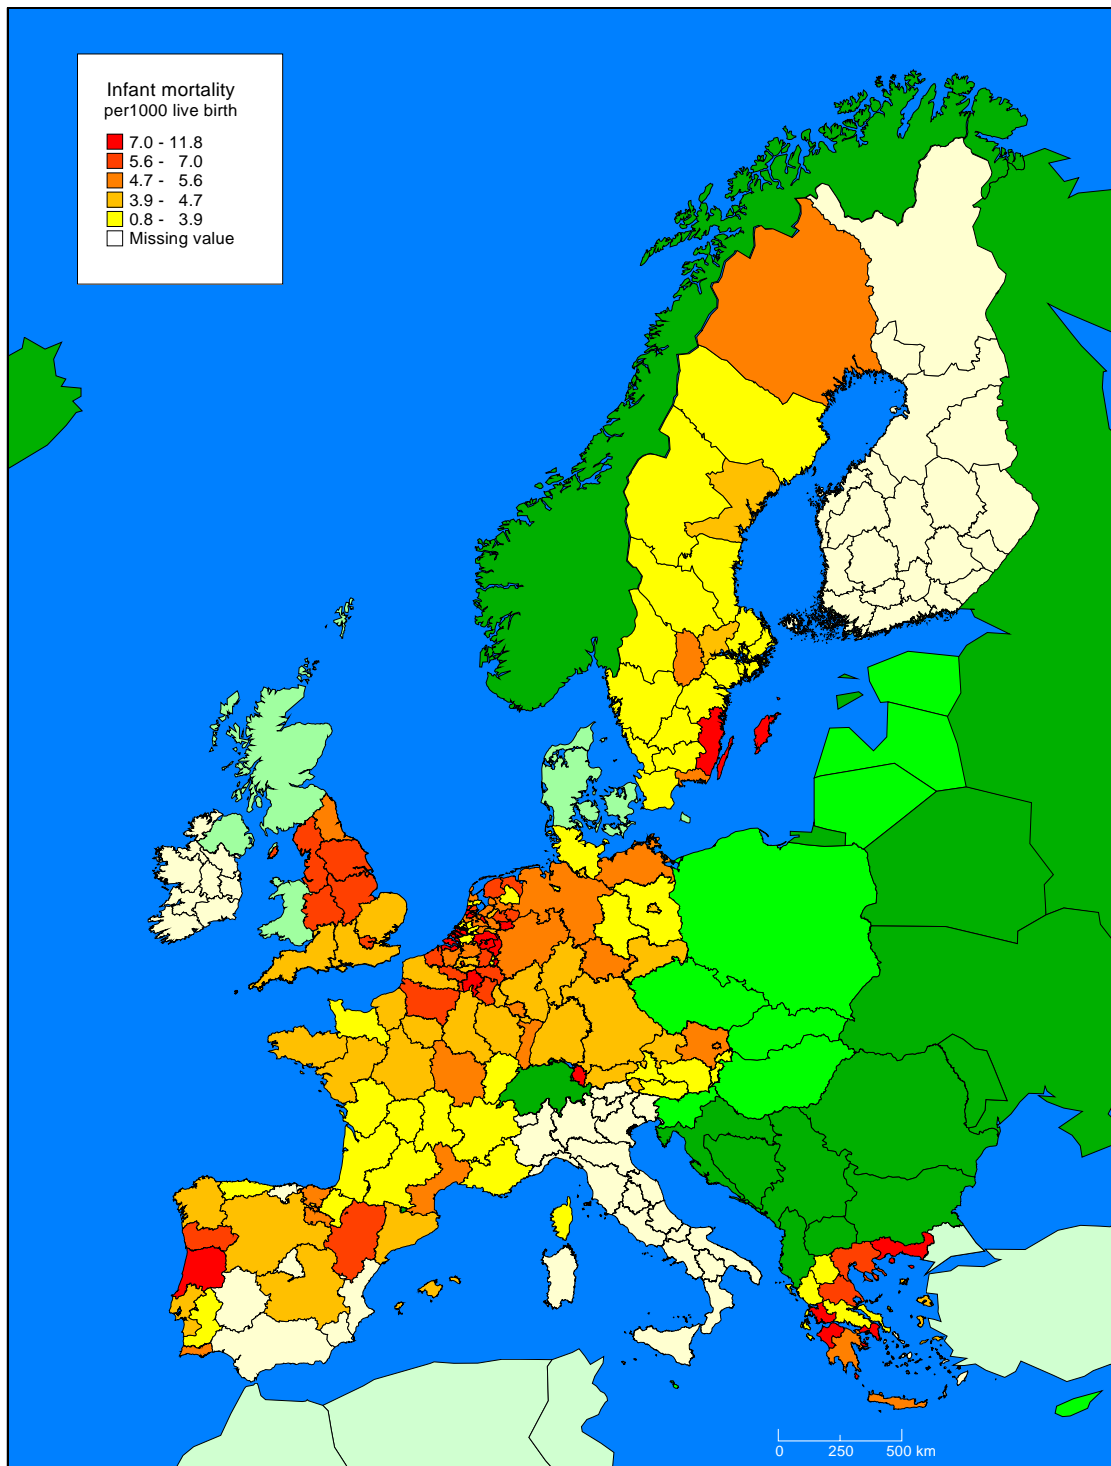 Infant mortality
per1000 live birth
7.0 - 11.8
5.6 - 7.0
4.7 - 5.6
3.9 - 4.7
0.8 - 3.9
Missing value
0 250 500 km